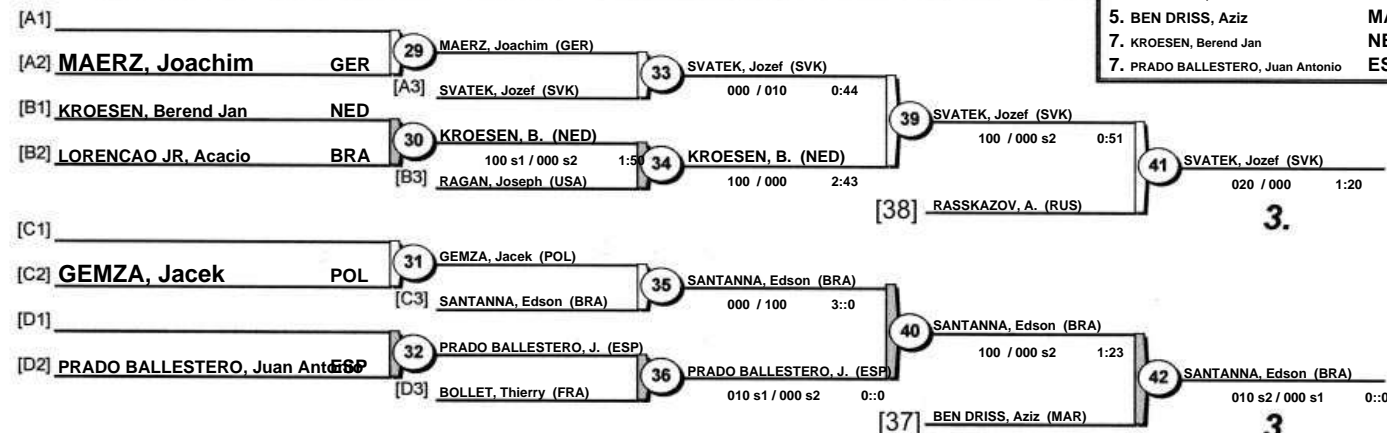 5. BEN DRISS, Aziz MA
7. KROESEN, Berend Jan NE
7. PRADO BALLESTERO, Juan Antonio ES
[A1]
[A2] MAERZ, Joachim GER
29 MAERZ, Joachim (GER)
[A3] SVATEK, Jozef (SVK)
33 SVATEK, Jozef (SVK)
000 / 010 0:44
[B1] KROESEN, Berend Jan NED
[B2] LORENCAO JR, Acacio BRA
30 KROESEN, B. (NED)
100 s1 / 000 s2 1:50
[B3] RAGAN, Joseph (USA)
34 KROESEN, B. (NED)
100 / 000 2:43
39 SVATEK, Jozef (SVK)
100 / 000 s2 0:51
[38] RASSKAZOV, A. (RUS)
41 SVATEK, Jozef (SVK)
020 / 000 1:20
3.
[C1]
[C2] GEMZA, Jacek POL
31 GEMZA, Jacek (POL)
[C3] SANTANNA, Edson (BRA)
35 SANTANNA, Edson (BRA)
000 / 100 3::0
[D1]
[D2] PRADO BALLESTERO, Juan Antonio ESP
32 PRADO BALLESTERO, J. (ESP)
[D3] BOLLET, Thierry (FRA)
36 PRADO BALLESTERO, J. (ESP)
010 s1 / 000 s2 0::0
40 SANTANNA, Edson (BRA)
100 / 000 s2 1:23
[37] BEN DRISS, Aziz (MAR)
42 SANTANNA, Edson (BRA)
010 s2 / 000 s1 0::0
3